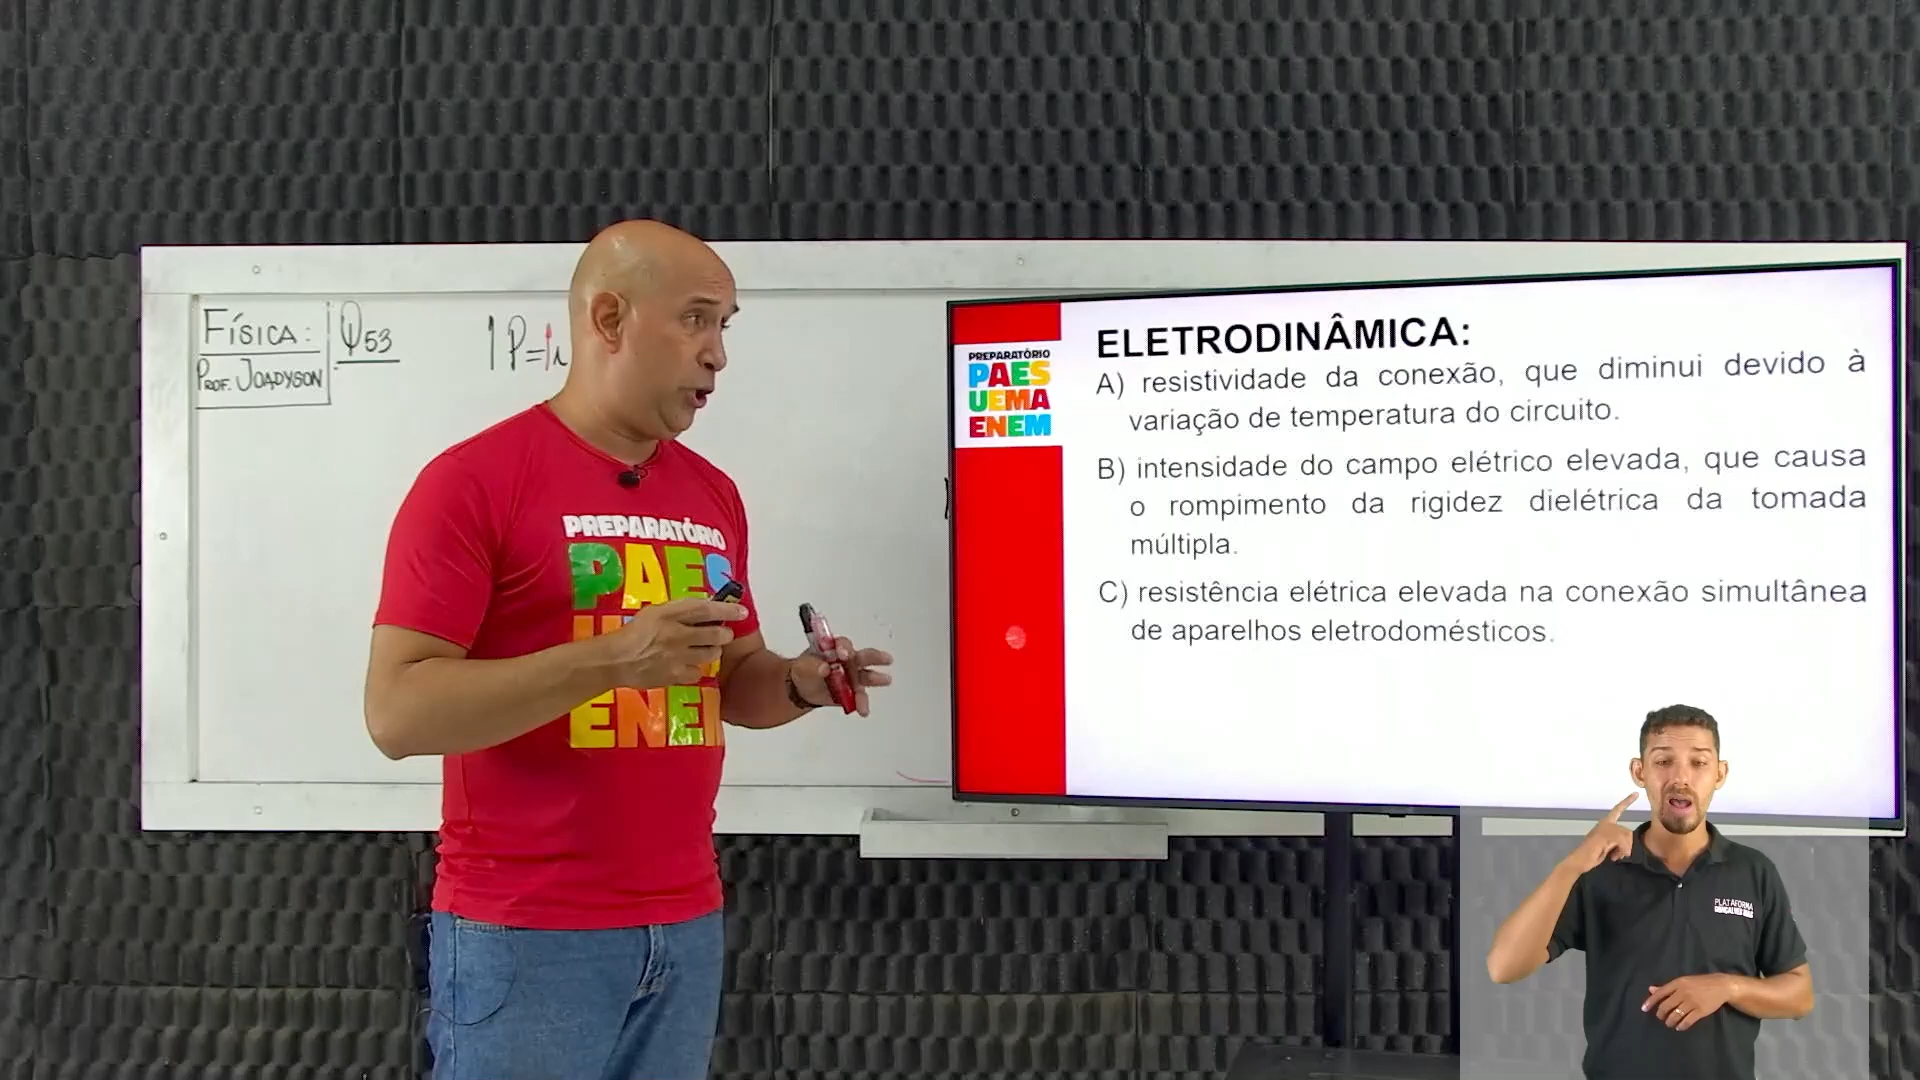 FÍSICA:
PROF. JOADYSON
Q53
↑P=↑i
PREPARATÓRIO
PAES
UEMA
ENEM
ELETRODINÂMICA:
A) resistividade da conexão, que diminui devido à
variação de temperatura do circuito.
B) intensidade do campo elétrico elevada, que causa
o rompimento da rigidez dielétrica da tomada
múltipla.
C) resistência elétrica elevada na conexão simultânea
de aparelhos eletrodomésticos.
PREPARATÓRIO
PAES
ENEM
PLATAFORMA
GONÇALVES DIAS